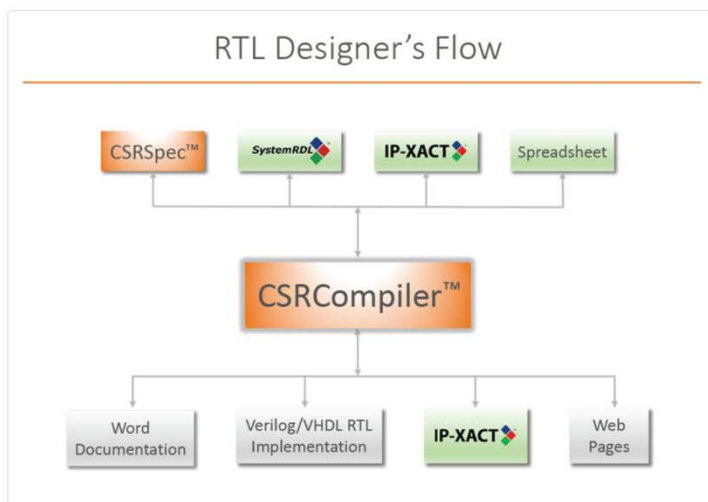 RTL Designer’s Flow
CSRSpec™
SystemRDL
IP-XACT
Spreadsheet
CSRCompiler™
Word
Documentation
Verilog/VHDL RTL
Implementation
IP-XACT
Web
Pages